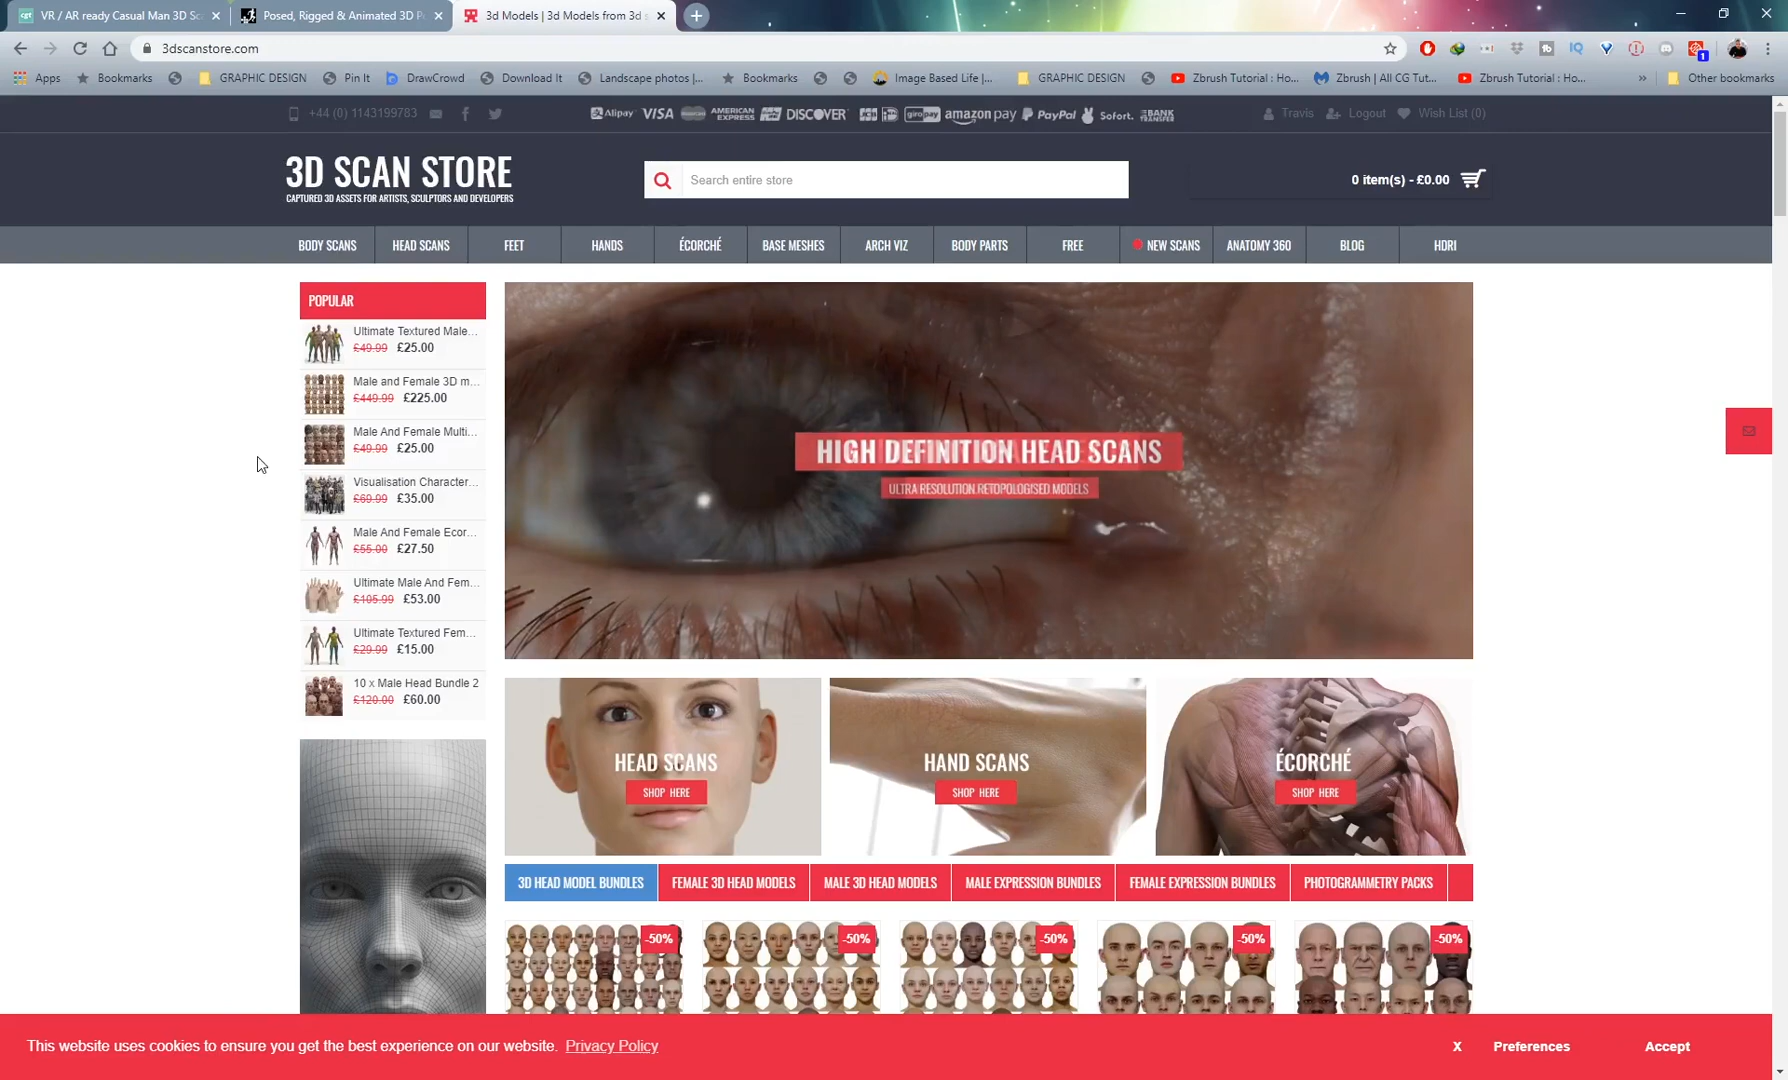 VR / AR ready Casual Man 3D Sc
Posed, Rigged & Animated 3D P
3d Models | 3d Models from 3d s
3dscanstore.com
Apps
Bookmarks
GRAPHIC DESIGN
Pin It
DrawCrowd
Download It
Landscape photos |...
Bookmarks
Image Based Life |...
GRAPHIC DESIGN
Zbrush Tutorial : Ho...
Zbrush | All CG Tut...
Zbrush Tutorial : Ho...
»
Other bookmarks
+44 (0) 1143199783
Alipay VISA AMERICAN EXPRESS DISCOVER JCB giropay amazon pay PayPal Sofort. BANK TRANSFER
Travis
Logout
Wish List (0)
3D SCAN STORE
CAPTURED 3D ASSETS FOR ARTISTS, SCULPTORS AND DEVELOPERS
Search entire store
0 item(s) - £0.00
BODY SCANS
HEAD SCANS
FEET
HANDS
ÉCORCHÉ
BASE MESHES
ARCH VIZ
BODY PARTS
FREE
NEW SCANS
ANATOMY 360
BLOG
HDRI
POPULAR
Ultimate Textured Male...
£49.99 £25.00
Male and Female 3D m...
£449.99 £225.00
Male And Female Multi...
£49.99 £25.00
Visualisation Character...
£69.99 £35.00
Male And Female Ecor...
£55.00 £27.50
Ultimate Male And Fem...
£105.99 £53.00
Ultimate Textured Fem...
£29.99 £15.00
10 x Male Head Bundle 2
£120.00 £60.00
HIGH DEFINITION HEAD SCANS
ULTRA RESOLUTION RETOPOLOGISED MODELS
HEAD SCANS
SHOP HERE
HAND SCANS
SHOP HERE
ÉCORCHÉ
SHOP HERE
3D HEAD MODEL BUNDLES
FEMALE 3D HEAD MODELS
MALE 3D HEAD MODELS
MALE EXPRESSION BUNDLES
FEMALE EXPRESSION BUNDLES
PHOTOGRAMMETRY PACKS
-50%
-50%
-50%
-50%
-50%
This website uses cookies to ensure you get the best experience on our website. Privacy Policy
X
Preferences
Accept